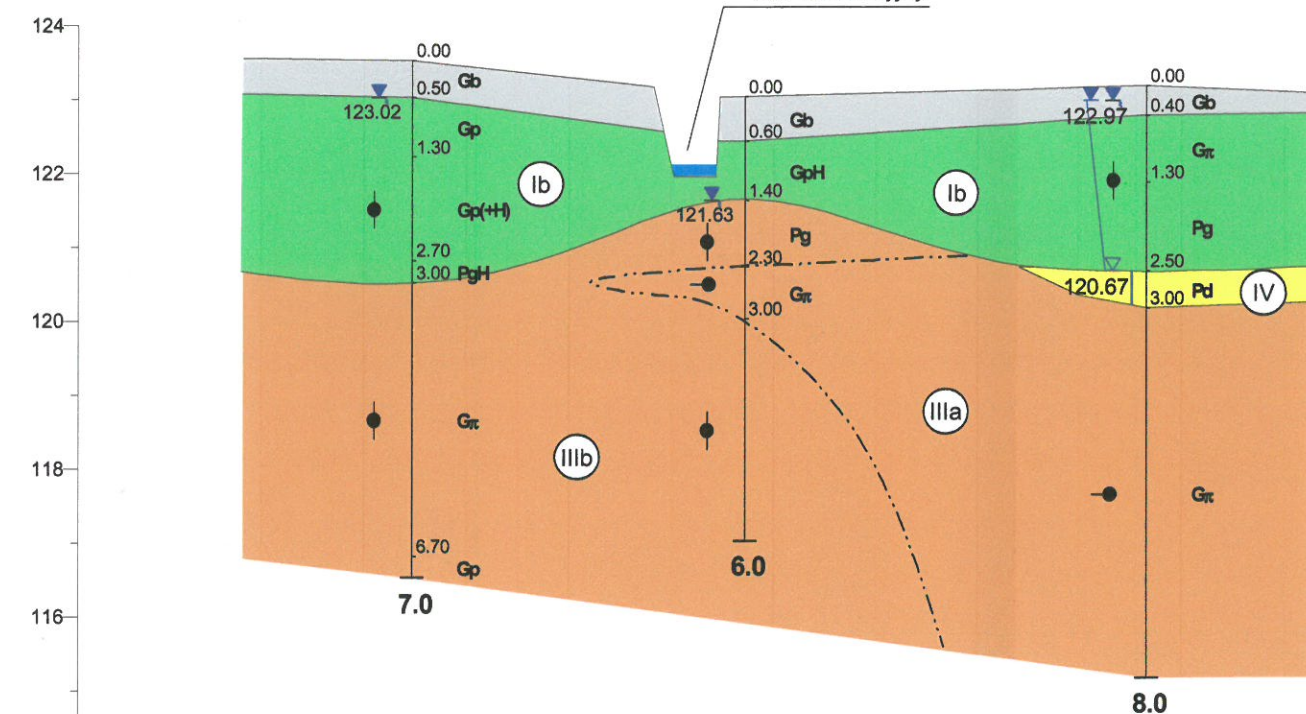 124
122
120
118
116
0.00
0.50
Gb
123.02
Gp
1.30
Ib
Gp(+H)
2.70
3.00 PgH
Gπ
IIIb
6.70
Gp
7.0
0.00
Gb
0.60
GpH
1.40
121.63
Pg
2.30
Gπ
3.00
6.0
Ib
IIIa
0.00
Gb
0.40
122.97
Gπ
1.30
Pg
2.50
120.67
3.00 Pd
IV
Gπ
8.0